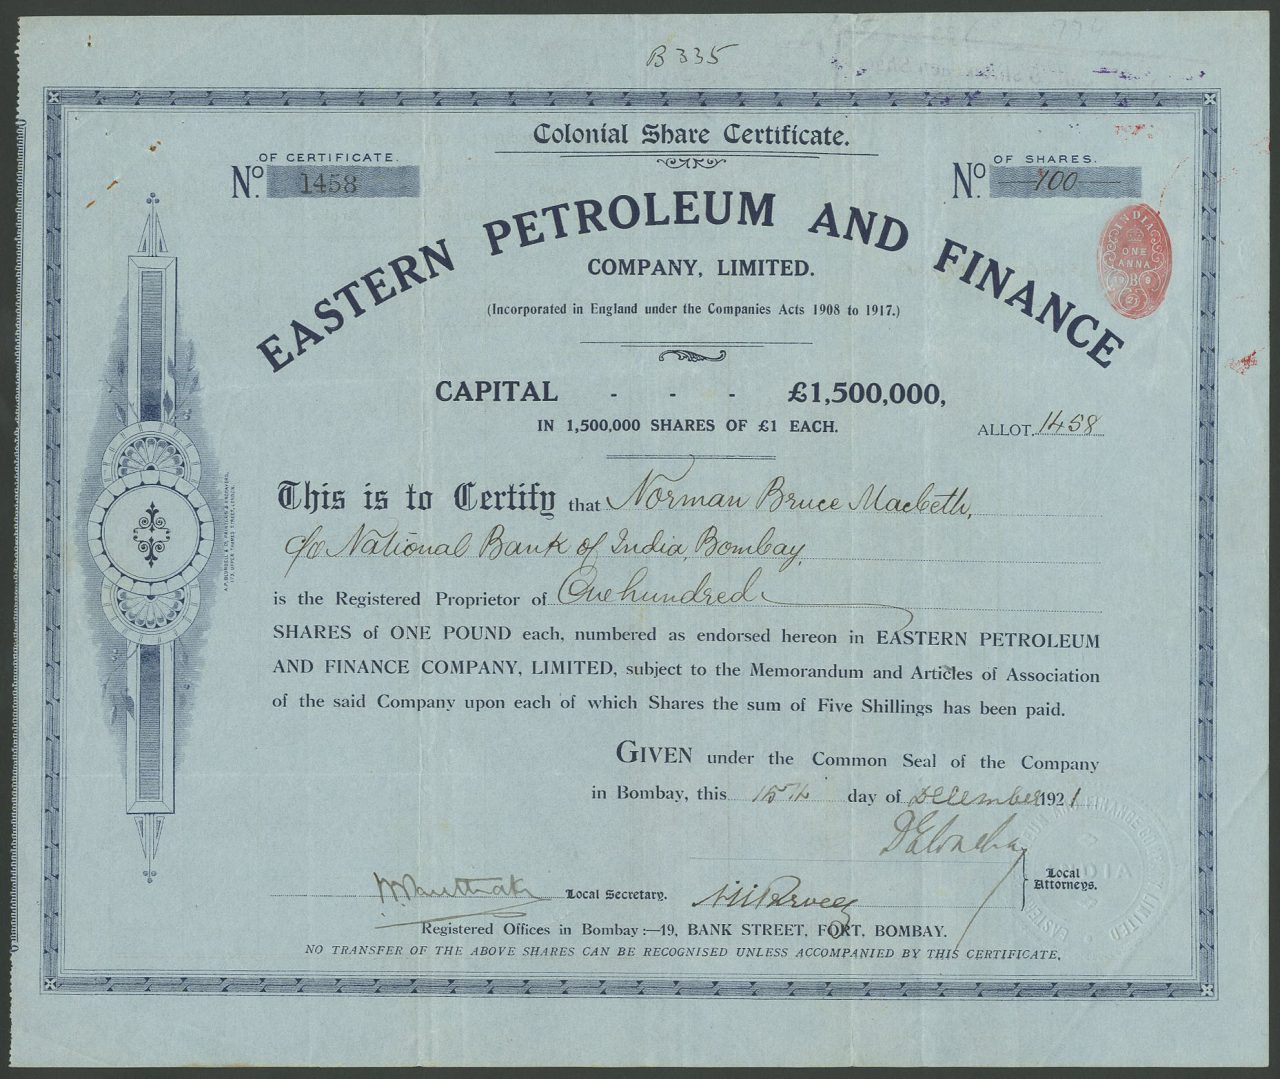 B335
Colonial Share Certificate.
OF CERTIFICATE.
No. 1458
OF SHARES.
No. 100
EASTERN PETROLEUM AND FINANCE
COMPANY, LIMITED.
(Incorporated in England under the Companies Acts 1908 to 1917.)
INDIA
ONE
ANNA
CAPITAL - - - £1,500,000,
IN 1,500,000 SHARES OF £1 EACH.
ALLOT. 1458
This is to Certify that Norman Bruce Macbeth,
c/o National Bank of India, Bombay,
is the Registered Proprietor of One hundred
SHARES of ONE POUND each, numbered as endorsed hereon in EASTERN PETROLEUM
AND FINANCE COMPANY, LIMITED, subject to the Memorandum and Articles of Association
of the said Company upon each of which Shares the sum of Five Shillings has been paid.
GIVEN under the Common Seal of the Company
in Bombay, this 15th day of December 1921
Local Attorneys.
Local Secretary.
Registered Offices in Bombay:—19, BANK STREET, FORT, BOMBAY.
NO TRANSFER OF THE ABOVE SHARES CAN BE RECOGNISED UNLESS ACCOMPANIED BY THIS CERTIFICATE.